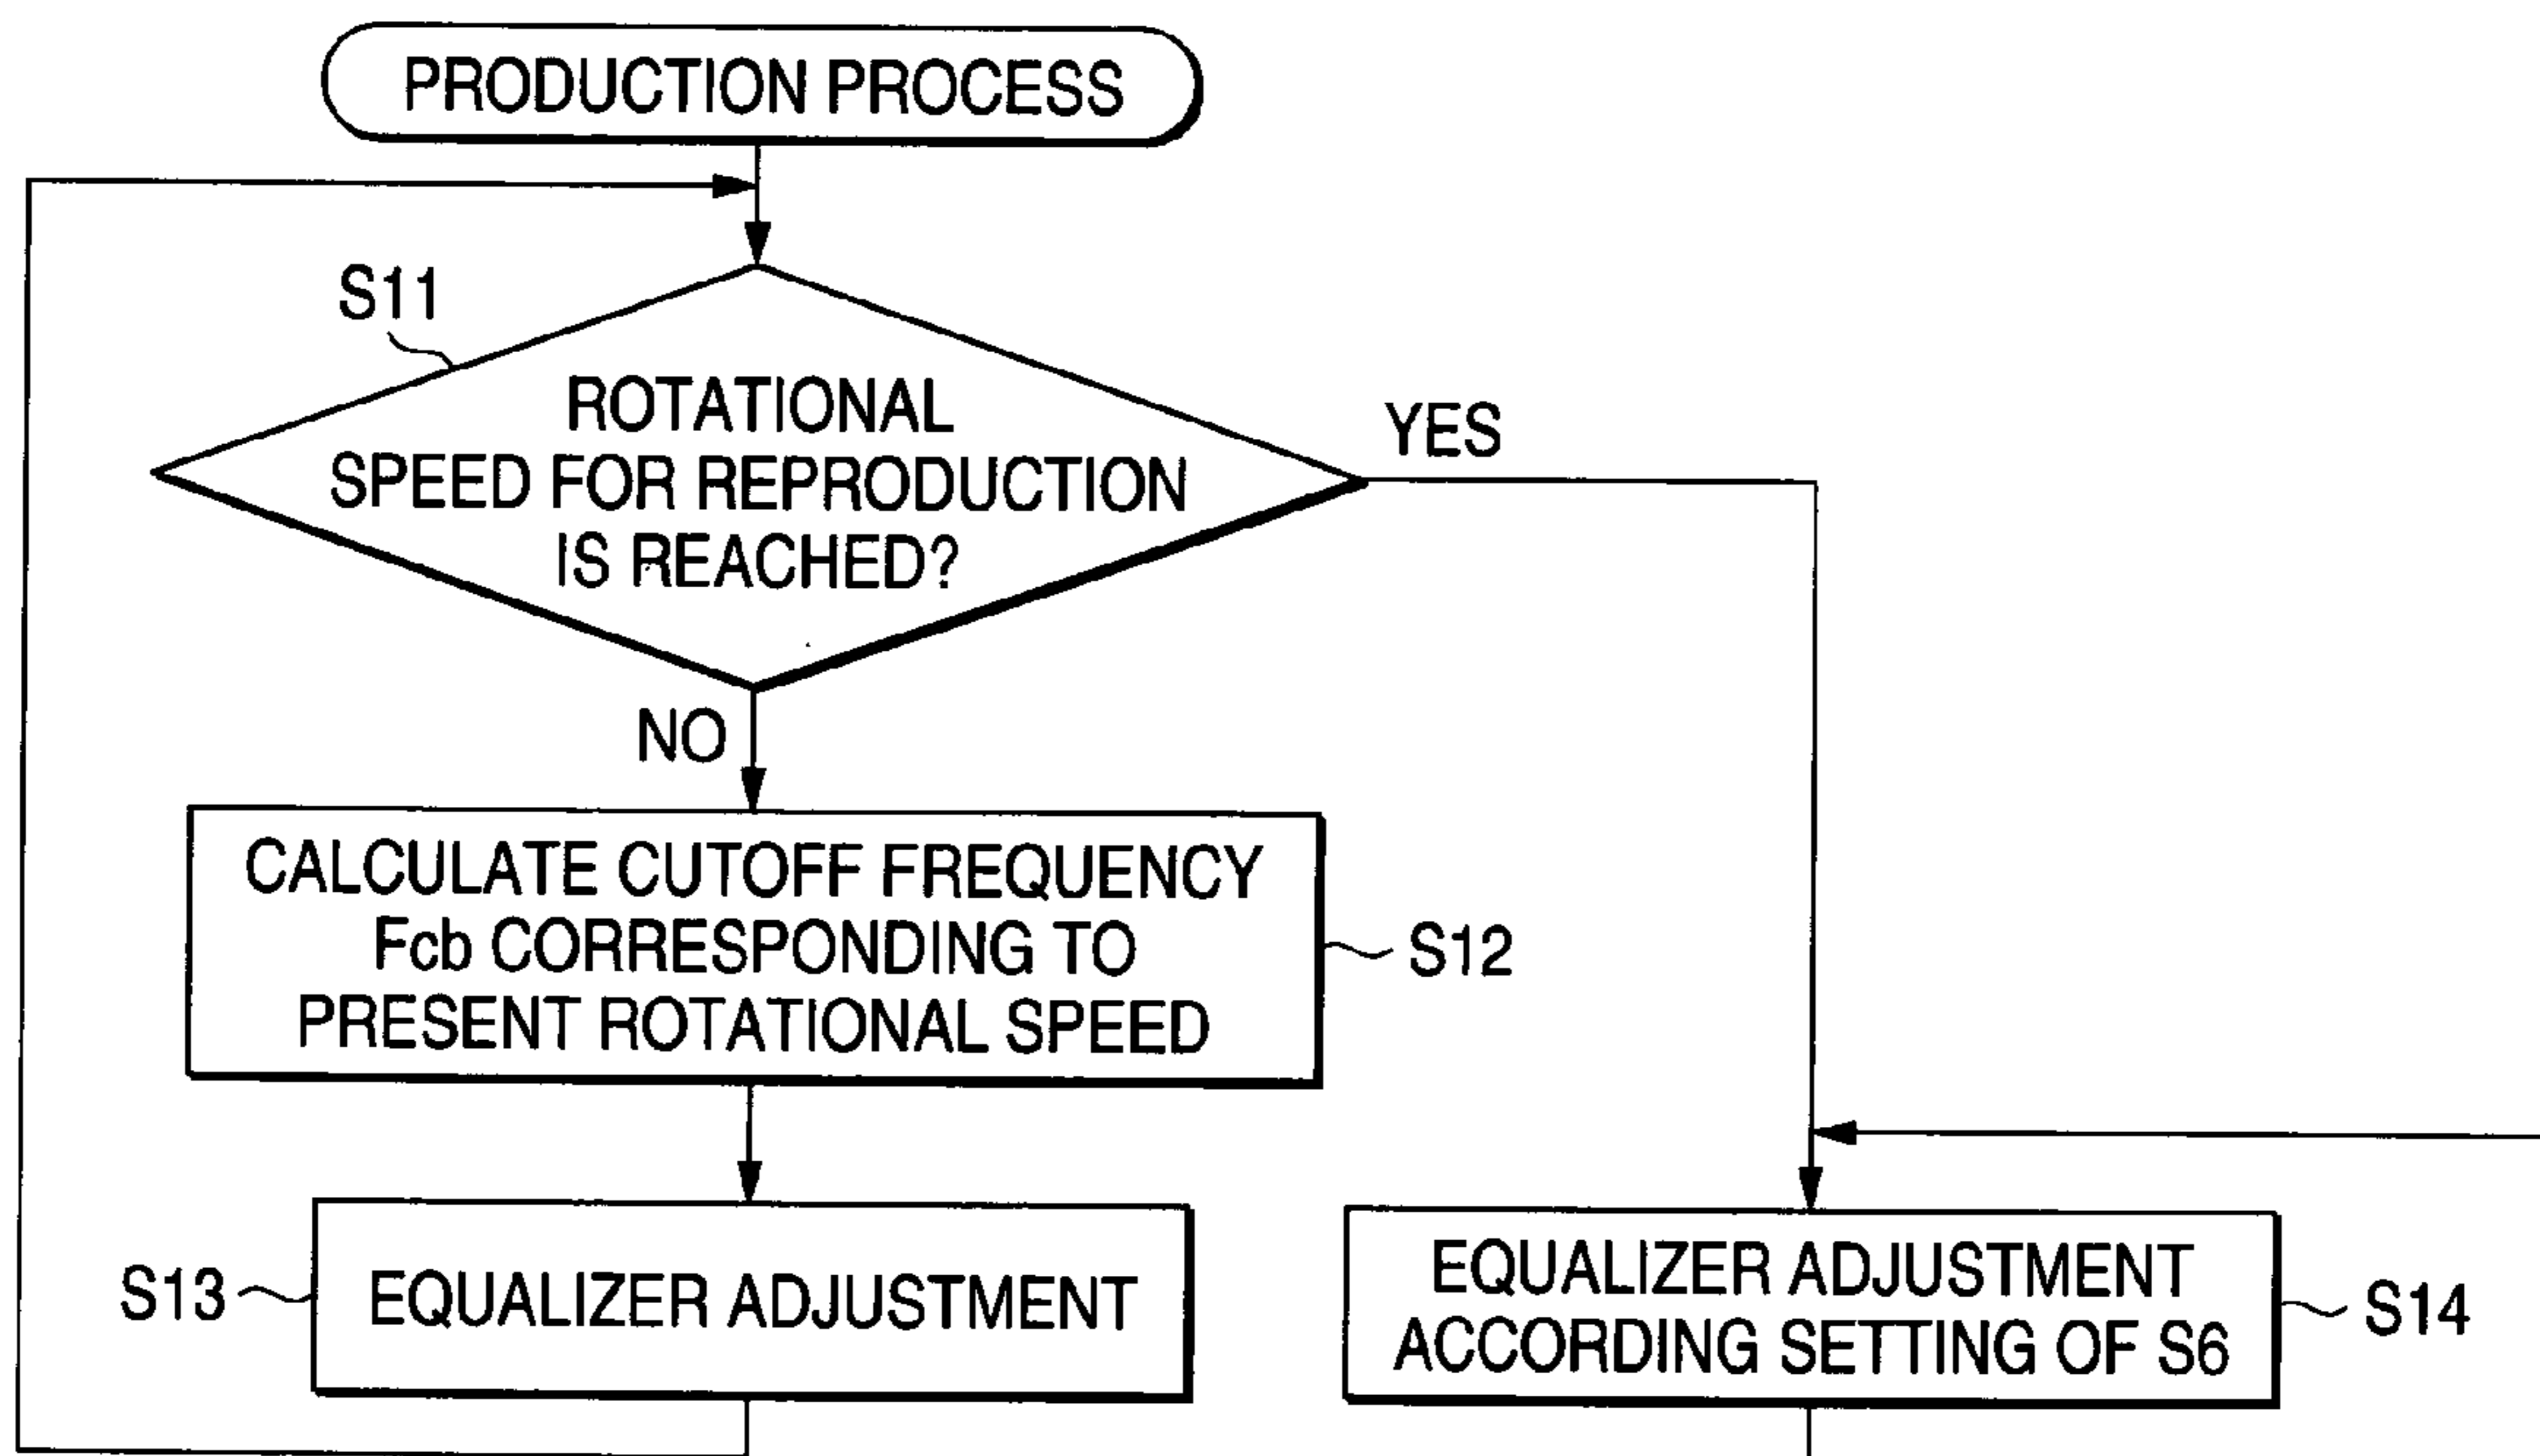 PRODUCTION PROCESS
S11
ROTATIONAL
SPEED FOR REPRODUCTION
IS REACHED?
YES
NO
CALCULATE CUTOFF FREQUENCY
Fcb CORRESPONDING TO
PRESENT ROTATIONAL SPEED
S12
S13
EQUALIZER ADJUSTMENT
EQUALIZER ADJUSTMENT
ACCORDING SETTING OF S6
S14